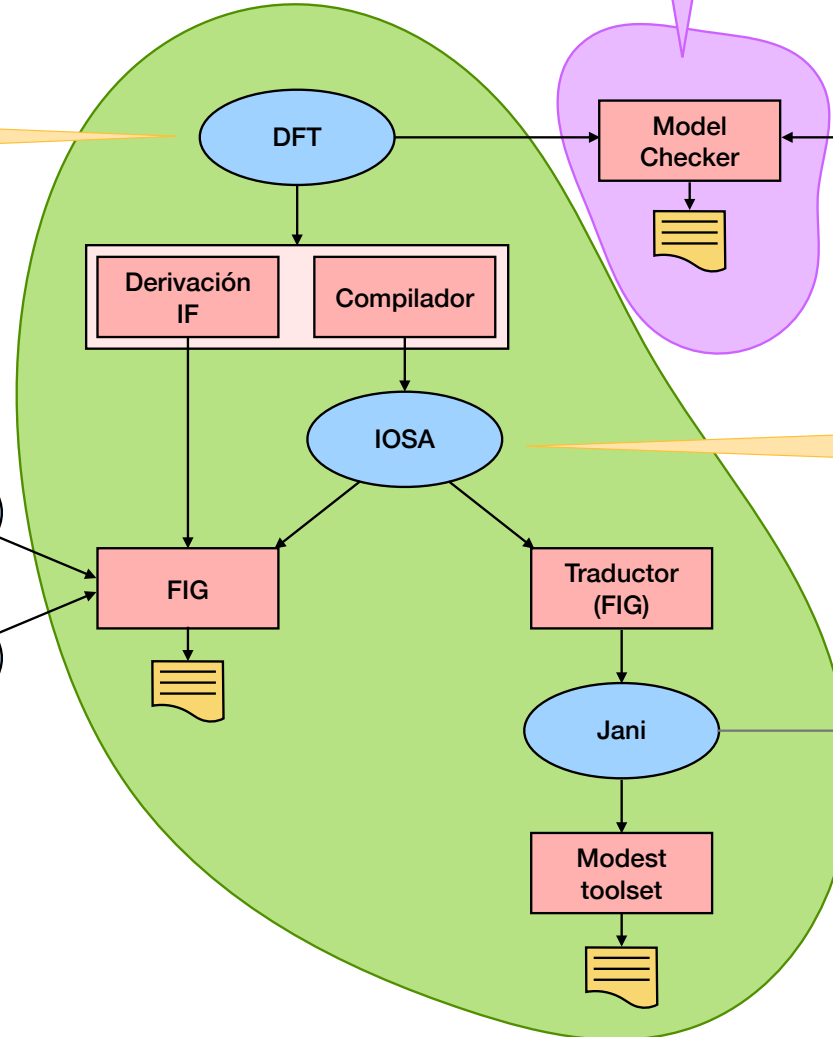 DFT
Model
Checker
Derivación
IF
Compilador
IOSA
FIG
Traductor
(FIG)
Jani
Modest
toolset